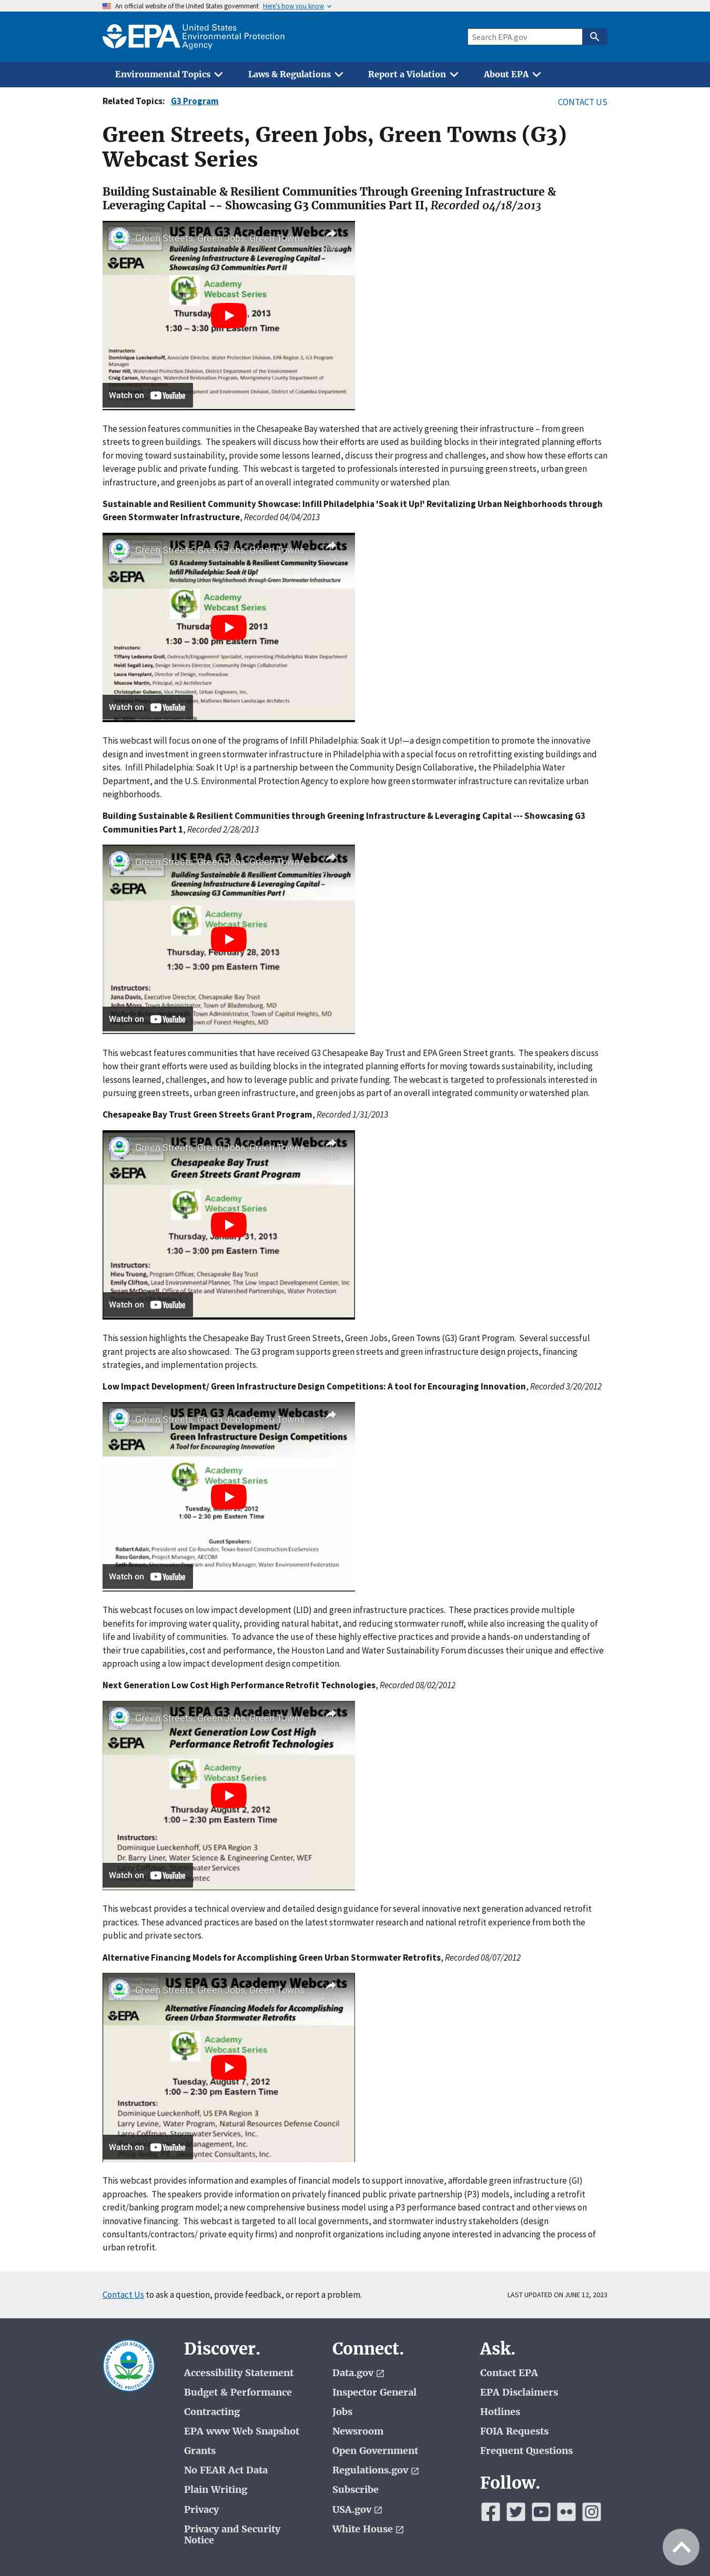 An official website of the United States government Here's how you know
EPA United States Environmental Protection Agency
Search EPA.gov
Environmental Topics Laws & Regulations Report a Violation About EPA
Related Topics: G3 Program CONTACT US
Green Streets, Green Jobs, Green Towns (G3)
Webcast Series
Building Sustainable & Resilient Communities Through Greening Infrastructure &
Leveraging Capital -- Showcasing G3 Communities Part II, Recorded 04/18/2013
US EPA G3 Academy Webcasts
Green Streets, Green Jobs, Green Towns
Building Sustainable & Resilient Communities Through
Greening Infrastructure & Leveraging Capital –
Showcasing G3 Communities Part II
EPA
Academy
Webcast Series
2013
1:30 – 3:30 pm Eastern Time
Instructors:
Dominique Lueckenhoff, Associate Director, Water Protection Division, EPA Region 3, G3 Program
Manager
Peter Hill, Watershed Protection Division, District Department of the Environment
Craig Carson, Manager, Watershed Restoration Program, Montgomery County Department of
Watch on YouTube
The session features communities in the Chesapeake Bay watershed that are actively greening their infrastructure – from green
streets to green buildings. The speakers will discuss how their efforts are used as building blocks in their integrated planning efforts
for moving toward sustainability, provide some lessons learned, discuss their progress and challenges, and show how these efforts can
leverage public and private funding. This webcast is targeted to professionals interested in pursuing green streets, urban green
infrastructure, and green jobs as part of an overall integrated community or watershed plan.
Sustainable and Resilient Community Showcase: Infill Philadelphia 'Soak it Up!' Revitalizing Urban Neighborhoods through
Green Stormwater Infrastructure, Recorded 04/04/2013
US EPA G3 Academy Webcasts
Green Streets, Green Jobs, Green Towns
G3 Academy Sustainable & Resilient Community Showcase
Infill Philadelphia: Soak it Up!
Revitalizing Urban Neighborhoods through Green Stormwater Infrastructure
EPA
Academy
Webcast Series
2013
1:30 – 3:00 pm Eastern Time
Instructors:
Tiffany Ledesma Groll, Outreach/Engagement Specialist, representing Philadelphia Water Department
Heidi Segall Levy, Design Services Director, Community Design Collaborative
Laura Hansplant, Director of Design, roofmeadow
Muscoe Martin, Principal, m2 Architecture
Mathews Nielsen Landscape Architects
Watch on YouTube
This webcast will focus on one of the programs of Infill Philadelphia: Soak it Up!—a design competition to promote the innovative
design and investment in green stormwater infrastructure in Philadelphia with a special focus on retrofitting existing buildings and
sites. Infill Philadelphia: Soak It Up! is a partnership between the Community Design Collaborative, the Philadelphia Water
Department, and the U.S. Environmental Protection Agency to explore how green stormwater infrastructure can revitalize urban
neighborhoods.
Building Sustainable & Resilient Communities through Greening Infrastructure & Leveraging Capital --- Showcasing G3
Communities Part 1, Recorded 2/28/2013
US EPA G3 Academy Webcasts
Green Streets, Green Jobs, Green Town
Building Sustainable & Resilient Communities Through
Greening Infrastructure & Leveraging Capital –
Showcasing G3 Communities Part I
EPA
Academy
Webcast Series
Thursday, February 28, 2013
1:30 – 3:00 pm Eastern Time
Instructors:
Jana Davis, Executive Director, Chesapeake Bay Trust
John Moss, Town Administrator, Town of Bladensburg, MD
Town Administrator, Town of Capitol Heights, MD
Town of Forest Heights, MD
Watch on YouTube
This webcast features communities that have received G3 Chesapeake Bay Trust and EPA Green Street grants. The speakers discuss
how their grant efforts were used as building blocks in the integrated planning efforts for moving towards sustainability, including
lessons learned, challenges, and how to leverage public and private funding. The webcast is targeted to professionals interested in
pursuing green streets, urban green infrastructure, and green jobs as part of an overall integrated community or watershed plan.
Chesapeake Bay Trust Green Streets Grant Program, Recorded 1/31/2013
US EPA G3 Academy Webcasts
Green Streets, Green Jobs, Green Towns
Chesapeake Bay Trust
Green Streets Grant Program
EPA
Academy
Webcast Series
Thursday, January 31, 2013
1:30 – 3:00 pm Eastern Time
Instructors:
Hieu Truong, Program Officer, Chesapeake Bay Trust
Emily Clifton, Lead Environmental Planner, The Low Impact Development Center, Inc
Susan McDowell, Office of State and Watershed Partnerships, Water Protection
Watch on YouTube
This session highlights the Chesapeake Bay Trust Green Streets, Green Jobs, Green Towns (G3) Grant Program. Several successful
grant projects are also showcased. The G3 program supports green streets and green infrastructure design projects, financing
strategies, and implementation projects.
Low Impact Development/ Green Infrastructure Design Competitions: A tool for Encouraging Innovation, Recorded 3/20/2012
US EPA G3 Academy Webcasts
Green Streets, Green Jobs, Green Towns
Low Impact Development/
Green Infrastructure Design Competitions
A Tool for Encouraging Innovation
EPA
Academy
Webcast Series
1:00 – 2:30 pm Eastern Time
Guest Speakers:
Robert Adair, President and Co-founder, Texas-based Construction EcoServices
Ross Gordon, Project Manager, AECOM
Program and Policy Manager, Water Environment Federation
Watch on YouTube
This webcast focuses on low impact development (LID) and green infrastructure practices. These practices provide multiple
benefits for improving water quality, providing natural habitat, and reducing stormwater runoff, while also increasing the quality of
life and livability of communities. To advance the use of these highly effective practices and provide a hands-on understanding of
their true capabilities, cost and performance, the Houston Land and Water Sustainability Forum discusses their unique and effective
approach using a low impact development design competition.
Next Generation Low Cost High Performance Retrofit Technologies, Recorded 08/02/2012
US EPA G3 Academy Webcasts
Green Streets, Green Jobs, Green Towns
Next Generation Low Cost High
Performance Retrofit Technologies
EPA
Academy
Webcast Series
Thursday August 2, 2012
1:00 – 2:30 pm Eastern Time
Instructors:
Dominique Lueckenhoff, US EPA Region 3
Dr. Barry Liner, Water Science & Engineering Center, WEF
Larry Coffman, Stormwater Services
Watch on YouTube
This webcast provides a technical overview and detailed design guidance for several innovative next generation advanced retrofit
practices. These advanced practices are based on the latest stormwater research and national retrofit experience from both the
public and private sectors.
Alternative Financing Models for Accomplishing Green Urban Stormwater Retrofits, Recorded 08/07/2012
US EPA G3 Academy Webcasts
Green Streets, Green Jobs, Green Towns
Alternative Financing Models for Accomplishing
Green Urban Stormwater Retrofits
EPA
Academy
Webcast Series
Tuesday, August 7, 2012
1:00 – 2:30 pm Eastern Time
Instructors:
Dominique Lueckenhoff, US EPA Region 3
Larry Levine, Water Program, Natural Resources Defense Council
Larry Coffman, Stormwater Services, Inc.
Management, Inc.
Geosyntec Consultants, Inc.
Watch on YouTube
This webcast provides information and examples of financial models to support innovative, affordable green infrastructure (GI)
approaches. The speakers provide information on privately financed public private partnership (P3) models, including a retrofit
credit/banking program model; a new comprehensive business model using a P3 performance based contract and other views on
innovative financing. This webcast is targeted to all local governments, and stormwater industry stakeholders (design
consultants/contractors/ private equity firms) and nonprofit organizations including anyone interested in advancing the process of
urban retrofit.
Contact Us to ask a question, provide feedback, or report a problem. LAST UPDATED ON JUNE 12, 2023
Discover.
Accessibility Statement
Budget & Performance
Contracting
EPA www Web Snapshot
Grants
No FEAR Act Data
Plain Writing
Privacy
Privacy and Security
Notice
Connect.
Data.gov
Inspector General
Jobs
Newsroom
Open Government
Regulations.gov
Subscribe
USA.gov
White House
Ask.
Contact EPA
EPA Disclaimers
Hotlines
FOIA Requests
Frequent Questions
Follow.